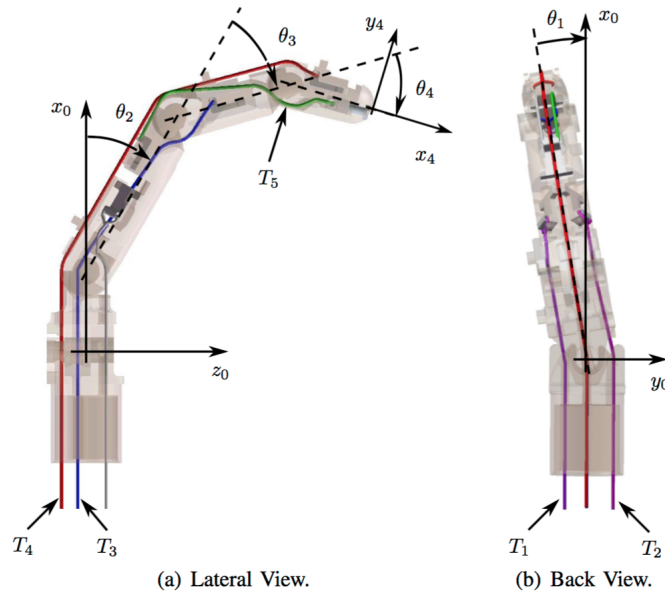 θ₁
x₀
θ₃
y₄
x₀
θ₂
θ₄
x₄
T₅
z₀
y₀
T₄
T₃
T₁
T₂
(a) Lateral View.
(b) Back View.